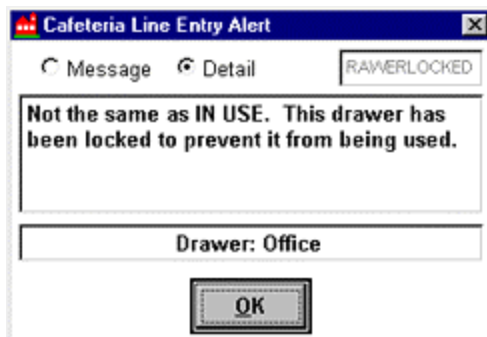 Cafeteria Line Entry Alert
Message Detail RAWERLOCKED
Not the same as IN USE. This drawer has
been locked to prevent it from being used.
Drawer: Office
OK